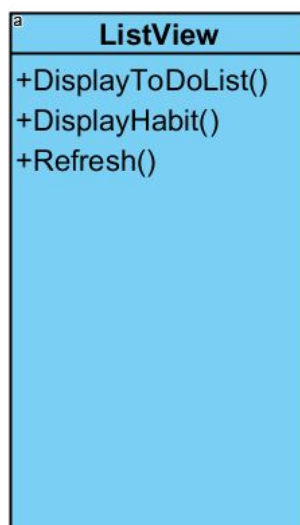 a
ListView
+DisplayToDoList()
+DisplayHabit()
+Refresh()